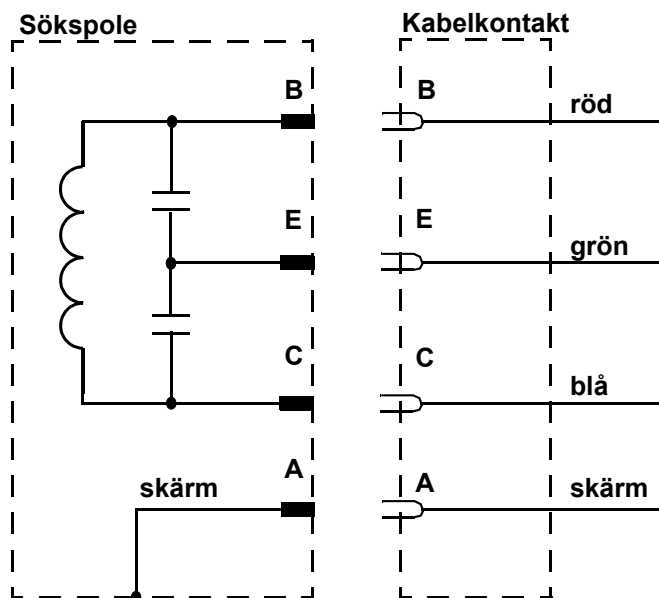 Sökspole
Kabelkontakt
B
B
röd
E
E
grön
C
C
blå
A
A
skärm
skärm